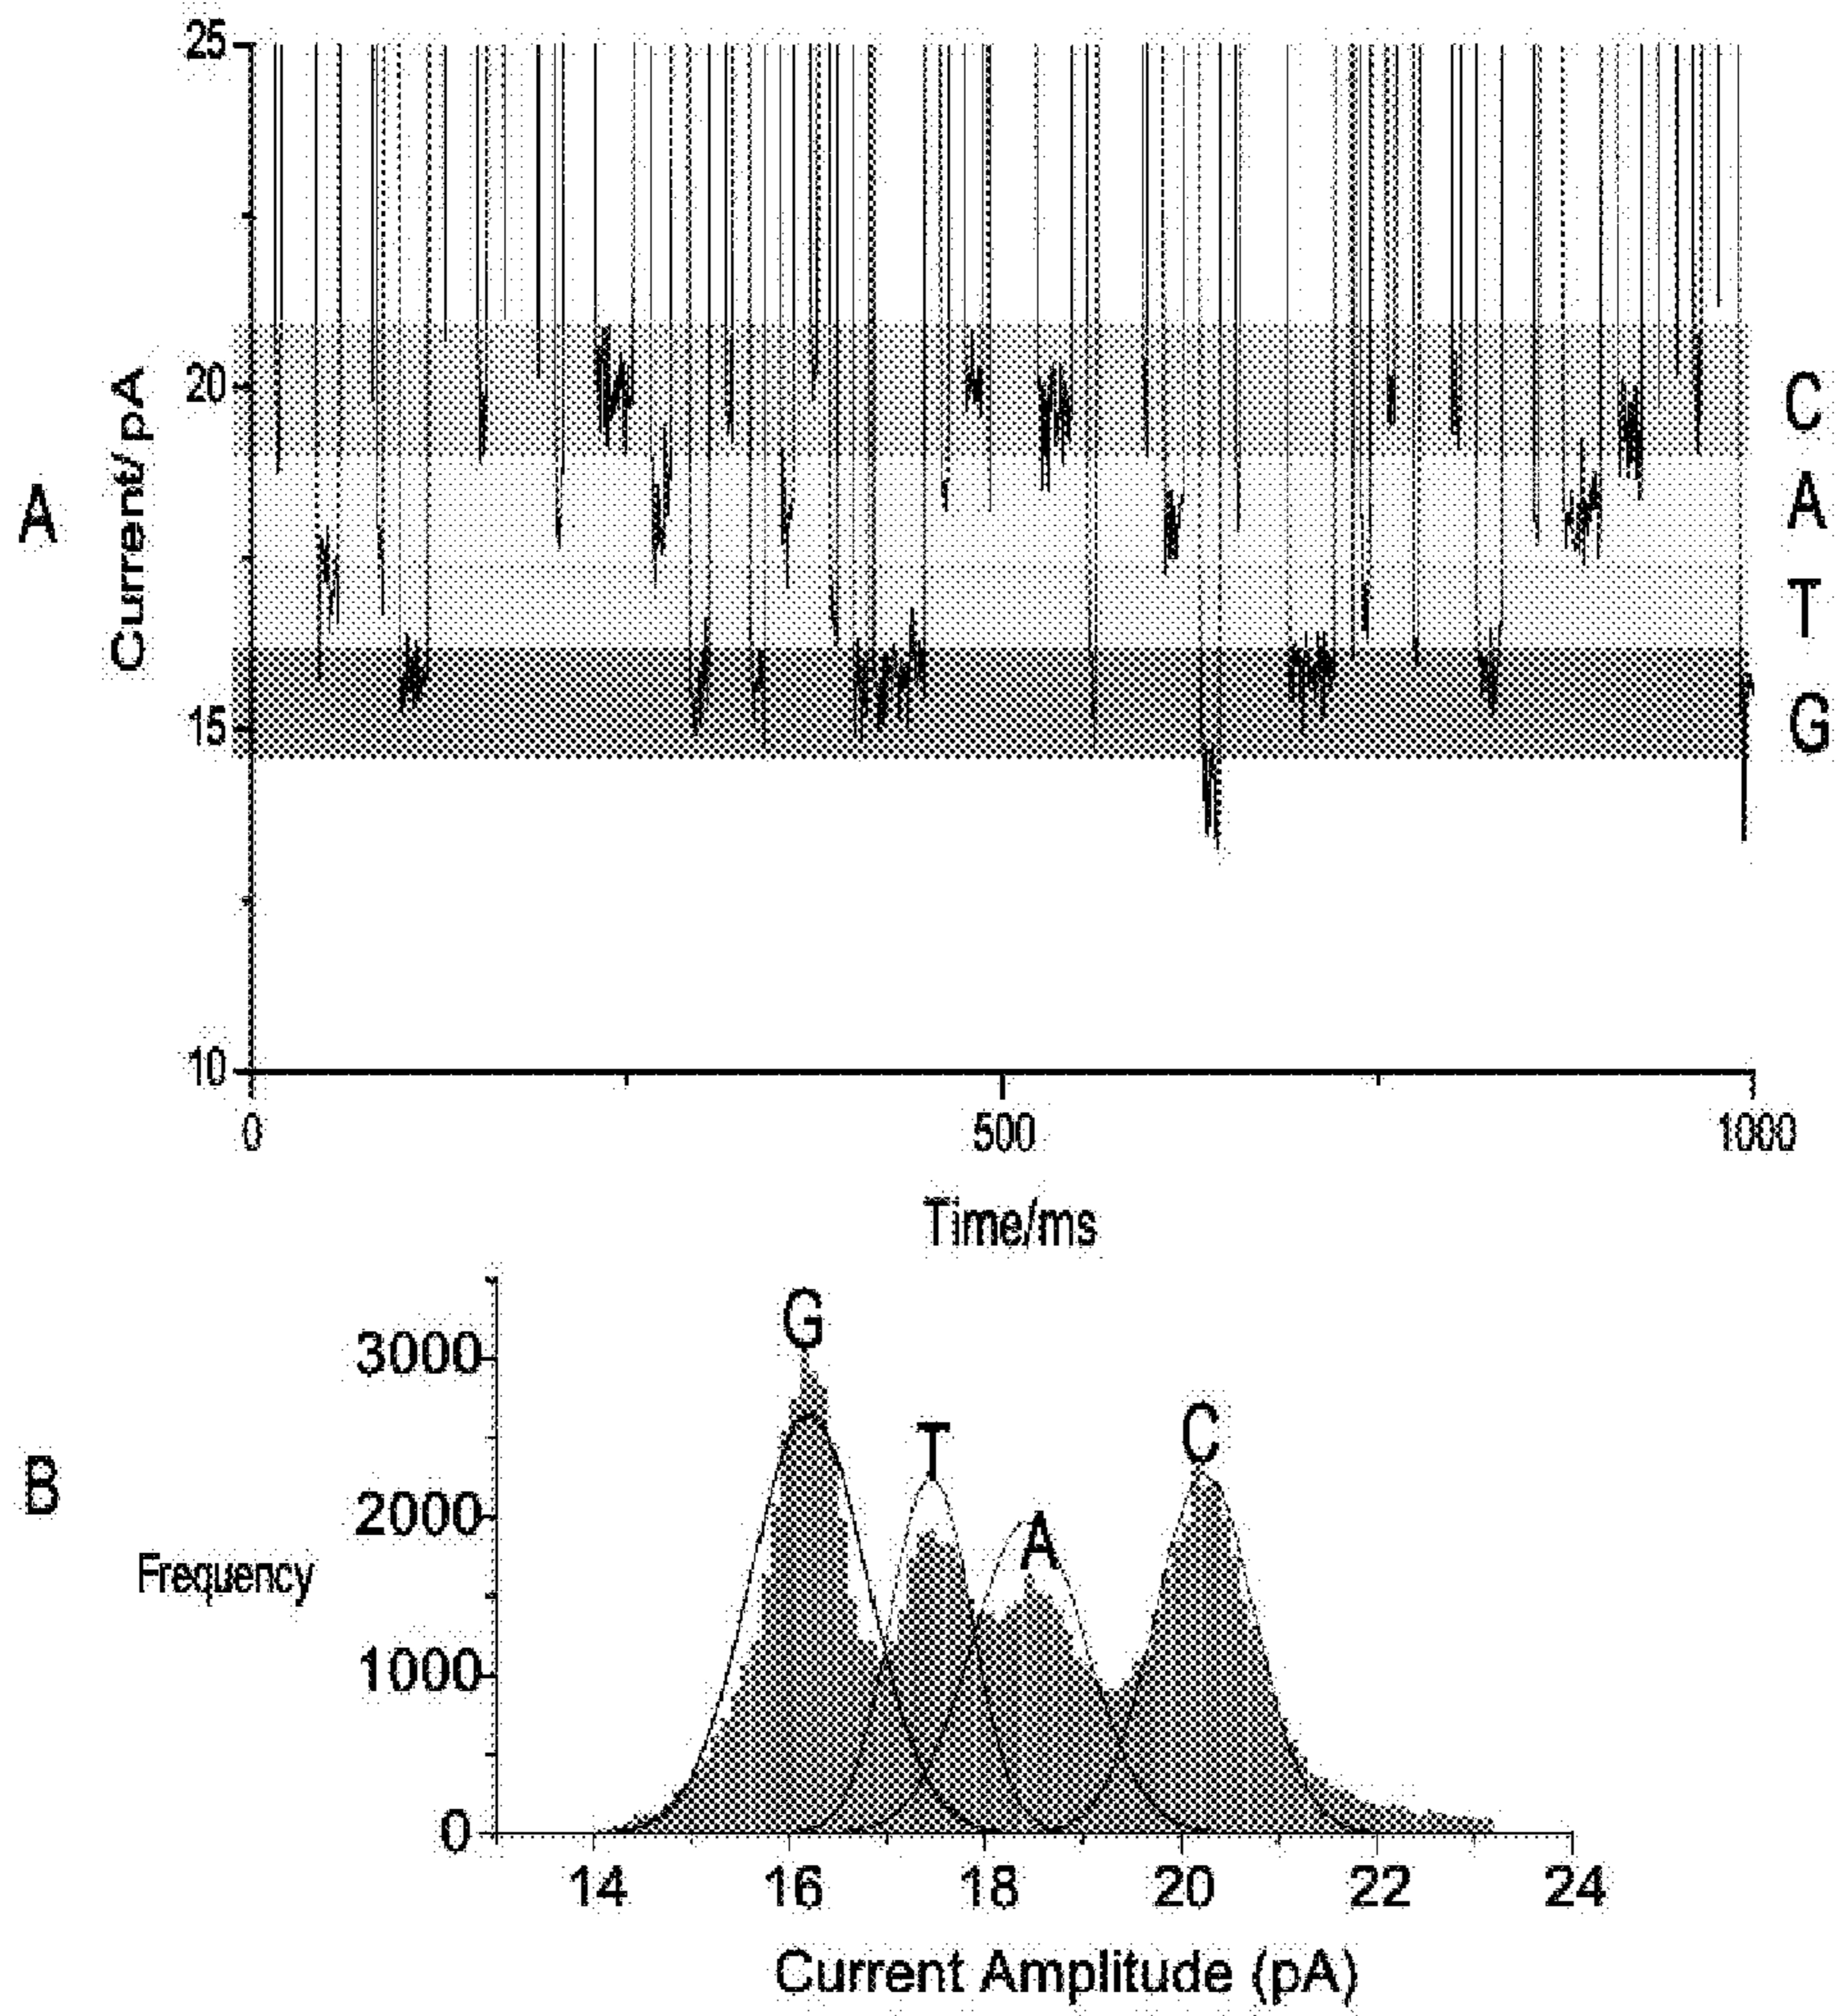 25
20
15
10
Current/ pA
A
C
A
T
G
0
500
1000
Time/ms
B
Frequency
3000
2000
1000
0
G
T
A
C
14
16
18
20
22
24
Current Amplitude (pA)